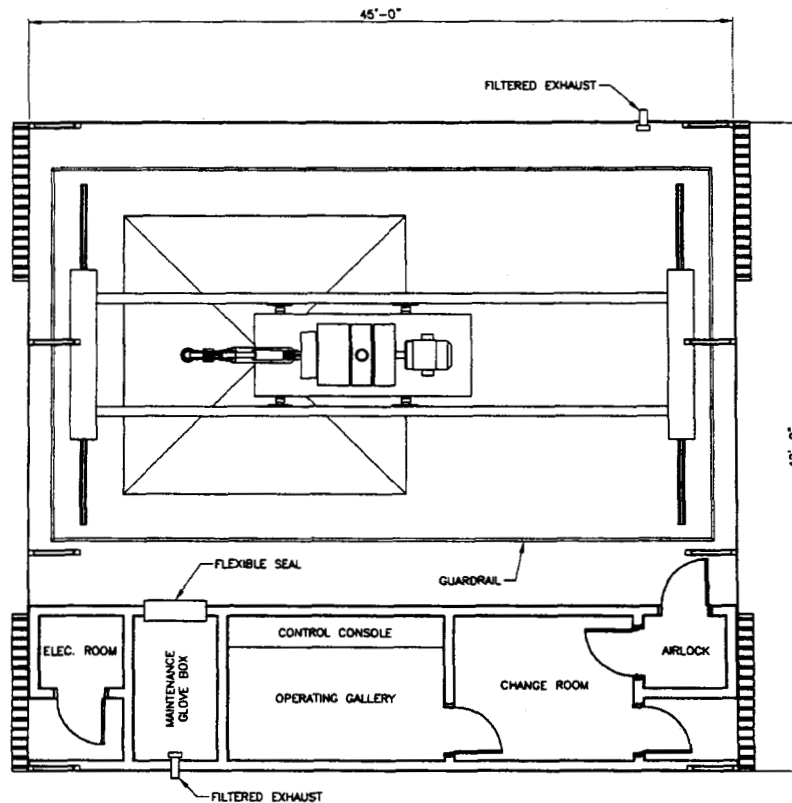 45'-0"
FILTERED EXHAUST
FLEXIBLE SEAL
GUARDRAIL
CONTROL CONSOLE
ELEC. ROOM
MAINTENANCE
GLOVE BOX
OPERATING GALLERY
CHANGE ROOM
AIRLOCK
FILTERED EXHAUST